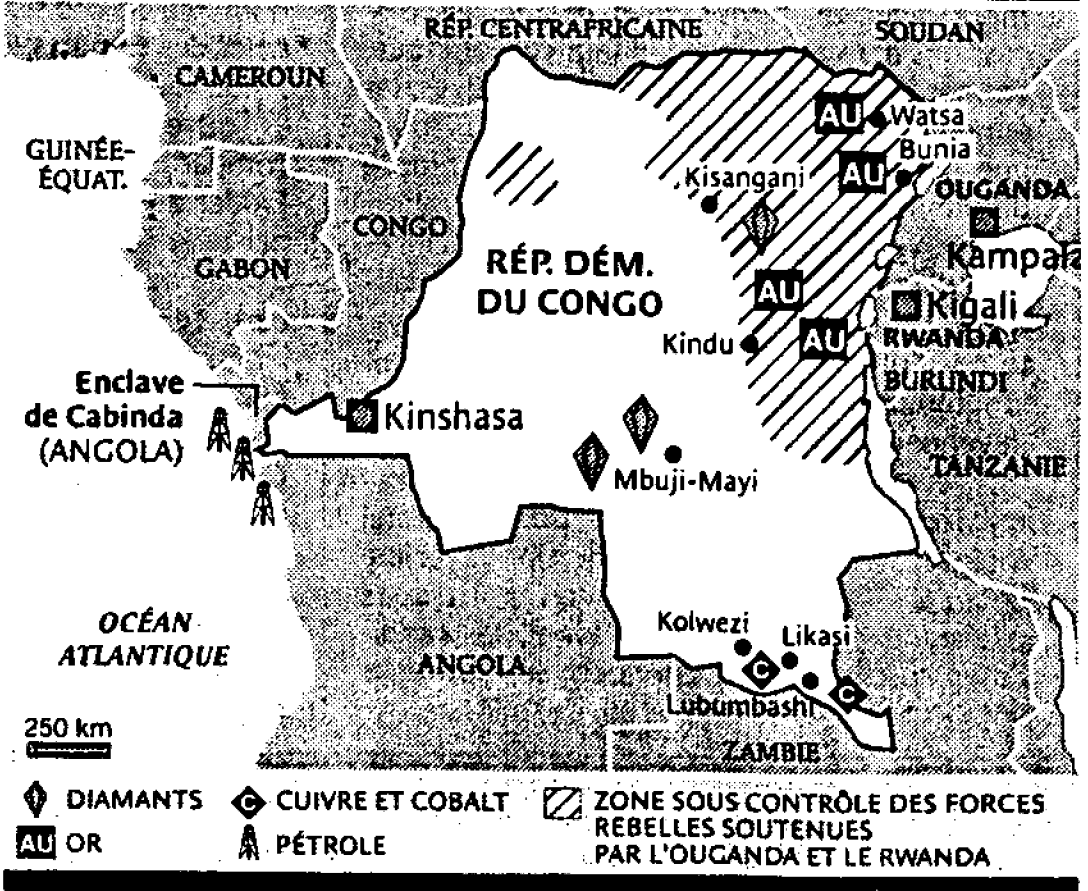 RÉP. CENTRAFRICAINE
SOUDAN
CAMEROUN
AU
Watsa
GUINÉE-
ÉQUAT.
Bunia
AU
Kisangani
OUGANDA
CONGO
Kampala
GABON
RÉP. DÉM.
DU CONGO
AU
Kigali
Kindu
AU
RWANDA
BURUNDI
Enclave
de Cabinda
(ANGOLA)
Kinshasa
TANZANIE
Mbuji-Mayi
OCÉAN
ATLANTIQUE
Kolwezi
Likasi
ANGOLA
C
C
Lubumbashi
250 km
ZAMBIE
DIAMANTS
C CUIVRE ET COBALT
ZONE SOUS CONTRÔLE DES FORCES
REBELLES SOUTENUES
PAR L'OUGANDA ET LE RWANDA
AU OR
PÉTROLE